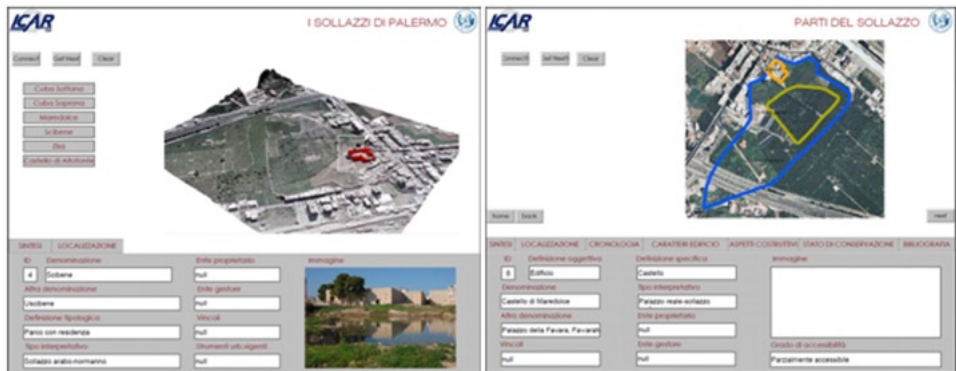 ICAR
I SOLLAZZI DI PALERMO
Connect
Get Next
Clear
Cuba Sottana
Cuba Soprana
Maredolce
Scibene
Zisa
Castello di Altofonte
SINTESI
LOCALIZZAZIONE
ID
Denominazione
Ente proprietario
Immagine
4
Scibene
null
Altra denominazione
Ente gestore
Uscibene
null
Definizione tipologica
Vincoli
Parco con residenza
null
Tipo interpretativo
Strumenti urb. vigenti
Sollazzo arabo-normanno
null
ICAR
PARTI DEL SOLLAZZO
Connect
Get Next
Clear
home
back
next
SINTESI
LOCALIZZAZIONE
CRONOLOGIA
CARATTERI EDIFICIO
ASPETTI COSTRUTTIVI
STATO DI CONSERVAZIONE
BIBLIOGRAFIA
ID
Definizione oggettiva
Definizione specifica
Immagine
Edificio
Castello
Denominazione
Tipo interpretativo
Castello di Maredolce
Palazzo reale-sollazzo
Altra denominazione
Ente proprietario
Palazzo della Favara, Favarah
null
Vincoli
Ente gestore
Grado di accessibilità
null
null
Parzialmente accessibile